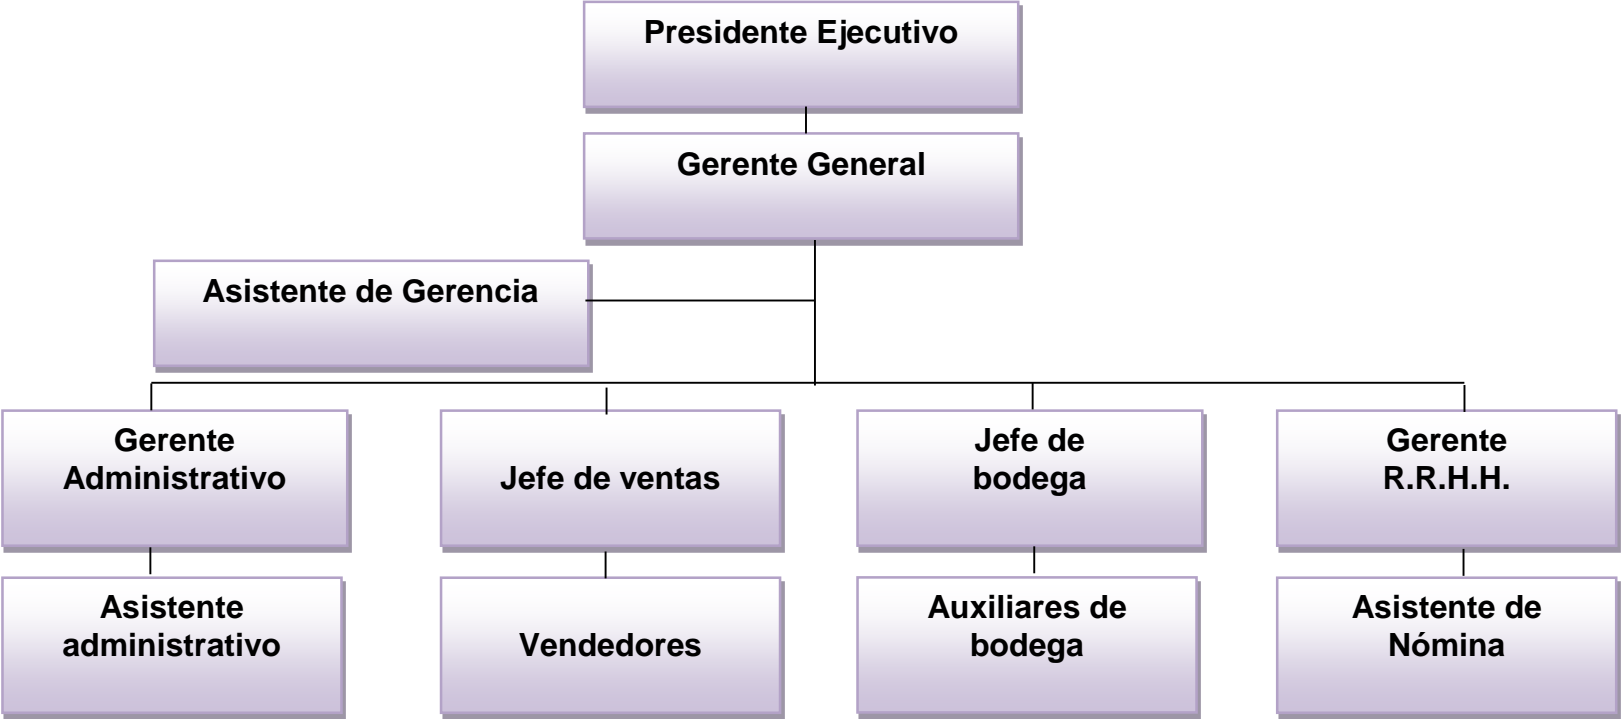 Presidente Ejecutivo
Gerente General
Asistente de Gerencia
Gerente
Administrativo
Jefe de ventas
Jefe de
bodega
Gerente
R.R.H.H.
Asistente
administrativo
Vendedores
Auxiliares de
bodega
Asistente de
Nómina